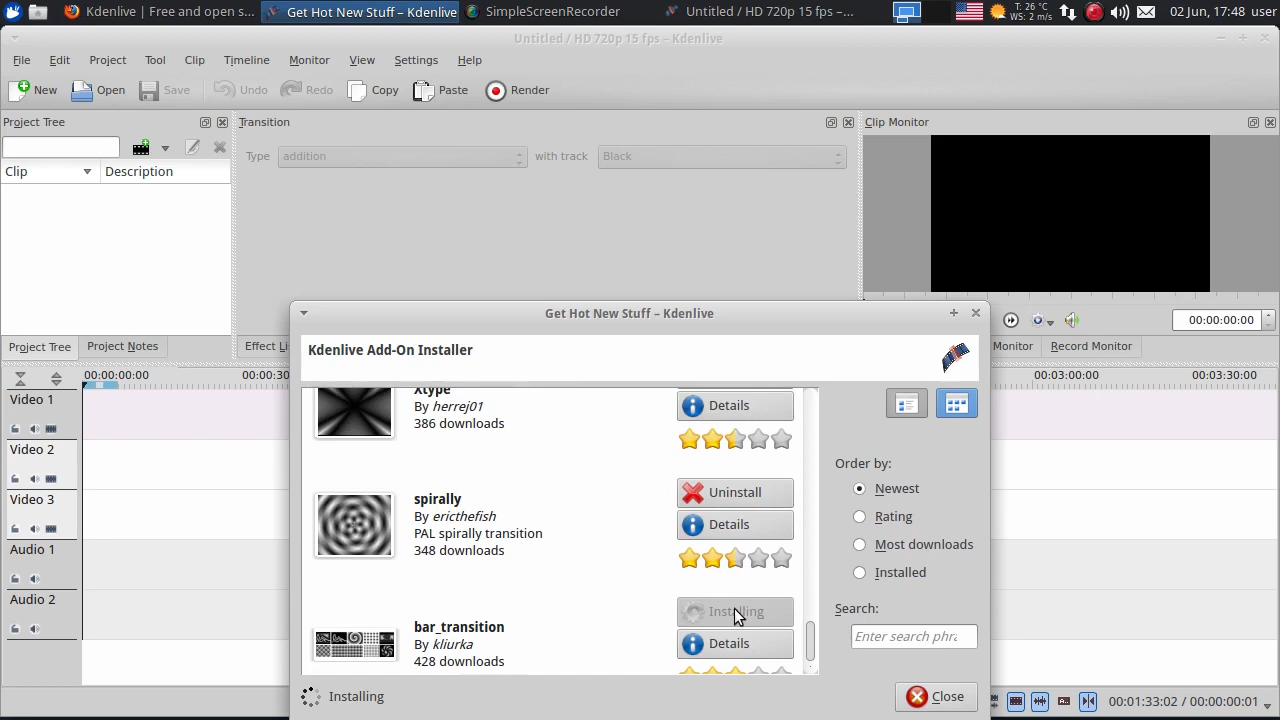 Kdenlive | Free and open s...
Get Hot New Stuff – Kdenlive
SimpleScreenRecorder
Untitled / HD 720p 15 fps –...
T: 26 °C
WS: 2 m/s
02 Jun, 17:48
user
Untitled / HD 720p 15 fps – Kdenlive
File
Edit
Project
Tool
Clip
Timeline
Monitor
View
Settings
Help
New
Open
Save
Undo
Redo
Copy
Paste
Render
Project Tree
Transition
Clip Monitor
Type
addition
with track
Black
Clip
Description
00:00:00:00
Project Tree
Project Notes
Effect Li
Monitor
Record Monitor
00:00:00:00
00:00:30
00:03:00:00
00:03:30:00
Video 1
Video 2
Video 3
Audio 1
Audio 2
Get Hot New Stuff – Kdenlive
Kdenlive Add-On Installer
Xtype
By herrej01
386 downloads
Details
spirally
By ericthefish
PAL spirally transition
348 downloads
Uninstall
Details
bar_transition
By kliurka
428 downloads
Installing
Details
Order by:
Newest
Rating
Most downloads
Installed
Search:
Enter search phra
Installing
Close
00:01:33:02 / 00:00:00:01